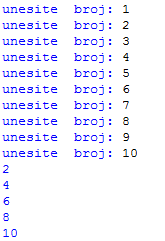 unesite  broj: 1
unesite  broj: 2
unesite  broj: 3
unesite  broj: 4
unesite  broj: 5
unesite  broj: 6
unesite  broj: 7
unesite  broj: 8
unesite  broj: 9
unesite  broj: 10
2
4
6
8
10